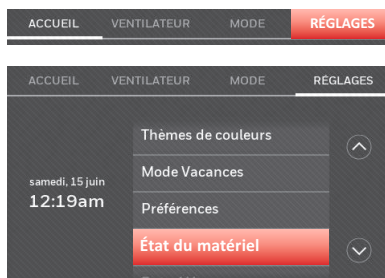 ACCUEIL VENTILATEUR MODE RÉGLAGES
ACCUEIL VENTILATEUR MODE RÉGLAGES
Thèmes de couleurs
Mode Vacances
samedi, 15 juin
12:19am
Préférences
État du matériel